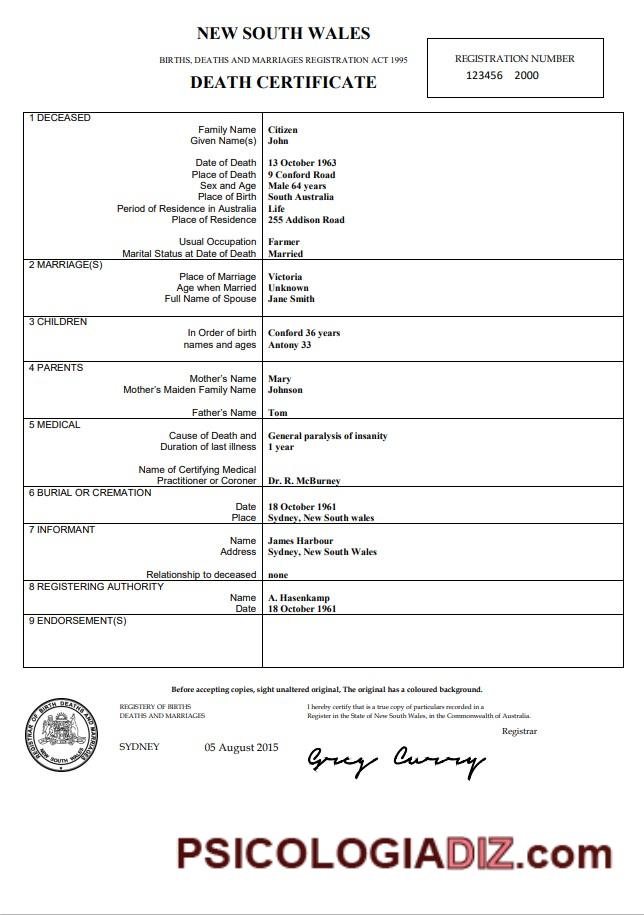 NEW SOUTH WALES
BIRTHS, DEATHS AND MARRIAGES REGISTRATION ACT 1995
DEATH CERTIFICATE
REGISTRATION NUMBER
123456 2000
1 DECEASED
Family Name Citizen
Given Name(s) John
Date of Death 13 October 1963
Place of Death 9 Conford Road
Sex and Age Male 64 years
Place of Birth South Australia
Period of Residence in Australia Life
Place of Residence 255 Addison Road
Usual Occupation Farmer
Marital Status at Date of Death Married
2 MARRIAGE(S)
Place of Marriage Victoria
Age when Married Unknown
Full Name of Spouse Jane Smith
3 CHILDREN
In Order of birth Conford 36 years
names and ages Antony 33
4 PARENTS
Mother's Name Mary
Mother's Maiden Family Name Johnson
Father's Name Tom
5 MEDICAL
Cause of Death and General paralysis of insanity
Duration of last illness 1 year
Name of Certifying Medical
Practitioner or Coroner Dr. R. McBurney
6 BURIAL OR CREMATION
Date 18 October 1961
Place Sydney, New South wales
7 INFORMANT
Name James Harbour
Address Sydney, New South Wales
Relationship to deceased none
8 REGISTERING AUTHORITY
Name A. Hasenkamp
Date 18 October 1961
9 ENDORSEMENT(S)
Before accepting copies, sight unaltered original, The original has a coloured background.
REGISTRAR OF BIRTH DEATHS AND MARRIAGES
NEW SOUTH WALES
REGISTERY OF BIRTHS
DEATHS AND MARRIAGES
SYDNEY 05 August 2015
I hereby certify that is a true copy of particulars recorded in a
Register in the State of New South Wales, in the Commonwealth of Australia.
Registrar
Greg Curry
PSICOLOGIADIZ.com